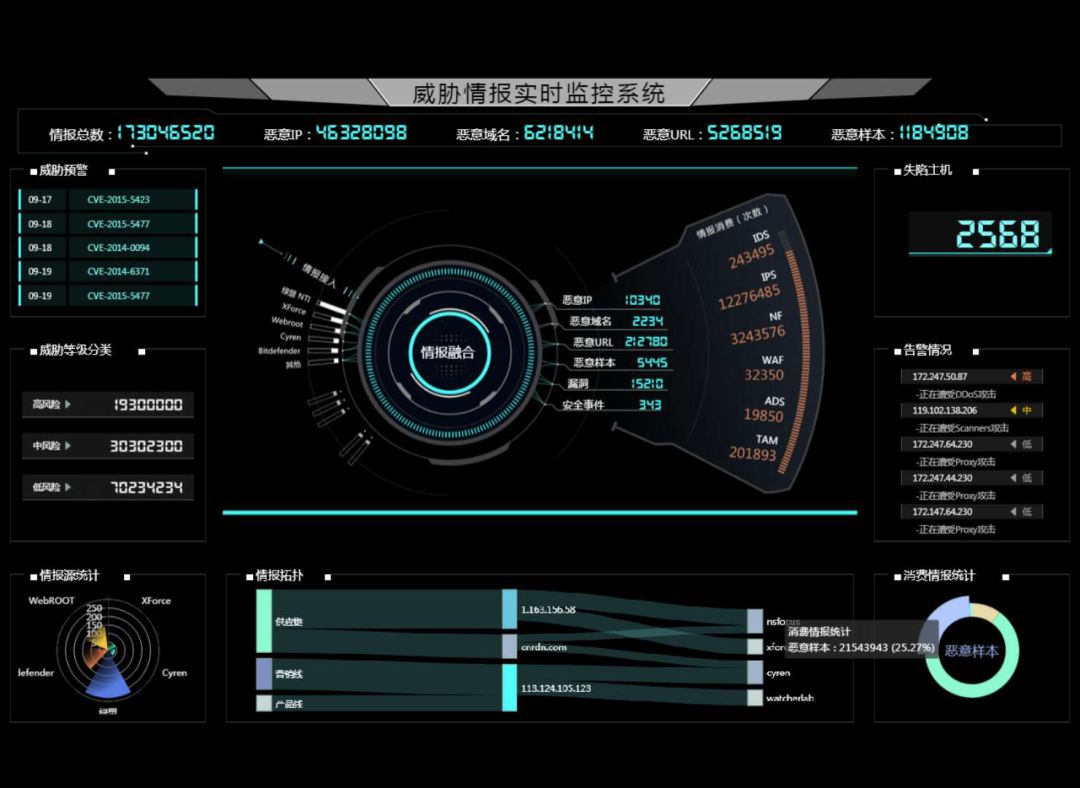 威胁情报实时监控系统
情报总数：173046520 恶意IP：46328098 恶意域名：6218414 恶意URL：5268519 恶意样本：1184908
威胁预警
09-17 CVE-2015-5423
09-18 CVE-2015-5477
09-18 CVE-2014-0094
09-19 CVE-2014-6371
09-19 CVE-2015-5477
威胁等级分类
高风险 19300000
中风险 30302300
低风险 70234234
情报接入
绿盟 NTI
XForce
Webroot
Cyren
Bitdefender
其他
情报融合
恶意IP 10340
恶意域名 2234
恶意URL 212780
恶意样本 5445
漏洞 15210
安全事件 343
情报消费（次数）
IDS
243495
IPS
12276485
NF
3243576
WAF
32350
ADS
19850
TAM
201893
失陷主机
2568
告警情况
172.247.50.87 高
-正在遭受DDoS攻击
119.102.138.206 中
-正在遭受Scanners攻击
172.247.64.230 低
-正在遭受Proxy攻击
172.247.44.230 低
-正在遭受Proxy攻击
172.147.64.230 低
-正在遭受Proxy攻击
情报源统计
WebROOT XForce
250
200
150
100
defender Cyren
情报拓扑
供应链
营销线
产品线
1.163.156.58
cnrdn.com
113.124.105.123
nsfocus
xforce
cyren
watcherlab
消费情报统计
消费情报统计
恶意样本：21543943 (25.27%)
恶意样本